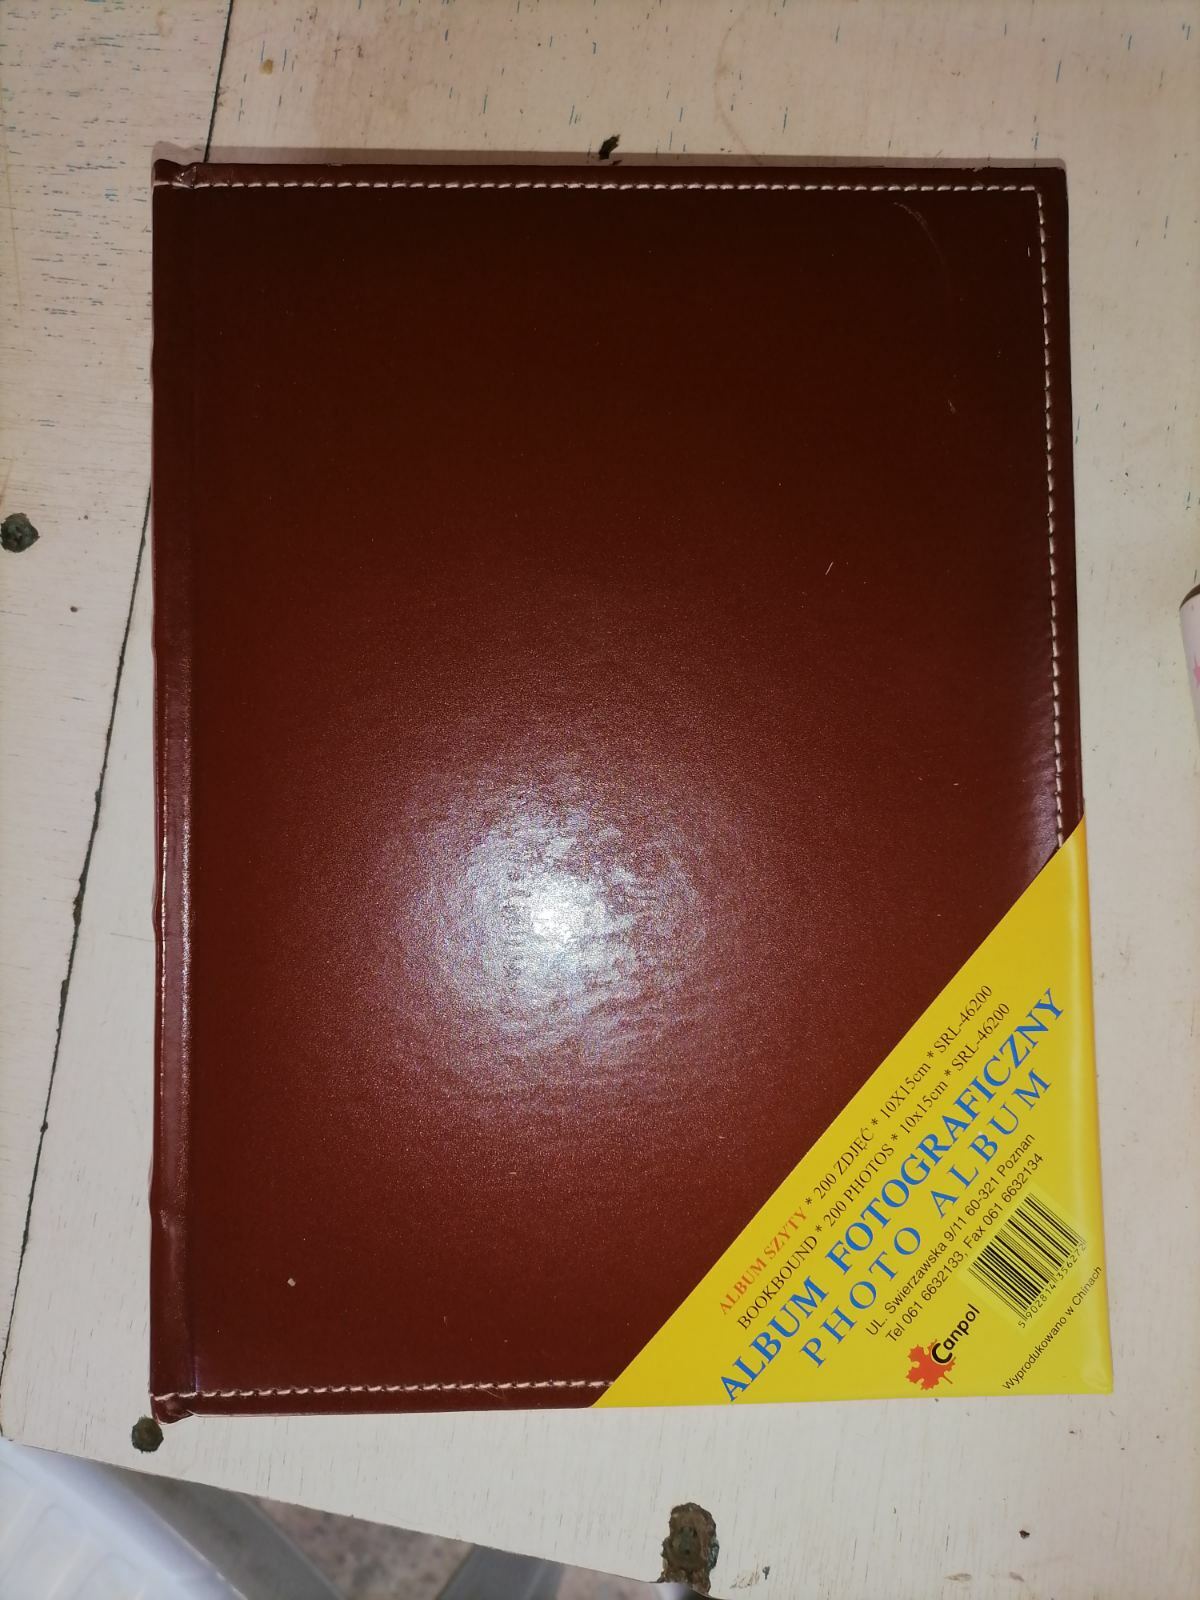 ALBUM SZYTY * 200 ZDJĘĆ * 10X15cm * SRL-46200
BOOKBOUND * 200 PHOTOS * 10x15cm * SRL-46200
ALBUM FOTOGRAFICZNY
PHOTO ALBUM
UL. Swierzawska 9/11 60-321 Poznan
Tel 061 6632133, Fax 061 6632134
Canpol
5902814356272
Wyprodukowano w Chinach